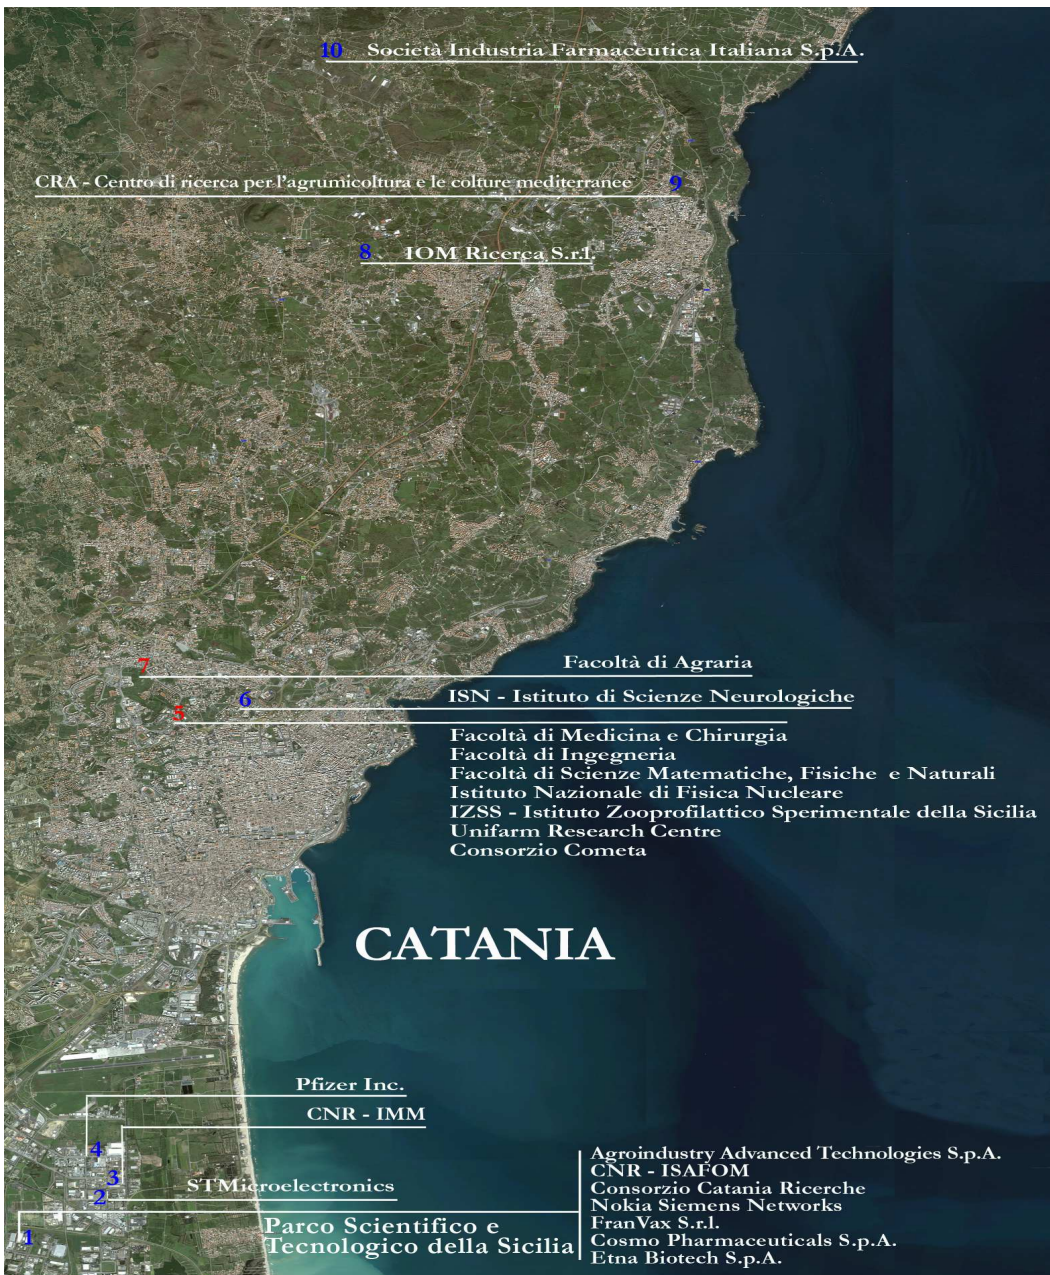 10 Società Industria Farmaceutica Italiana S.p.A.
CRA - Centro di ricerca per l'agrumicoltura e le colture mediterranee 9
8 IOM Ricerca S.r.l.
7 Facoltà di Agraria
6 ISN - Istituto di Scienze Neurologiche
5
Facoltà di Medicina e Chirurgia
Facoltà di Ingegneria
Facoltà di Scienze Matematiche, Fisiche e Naturali
Istituto Nazionale di Fisica Nucleare
IZSS - Istituto Zooprofilattico Sperimentale della Sicilia
Unifarm Research Centre
Consorzio Cometa
CATANIA
Pfizer Inc.
CNR - IMM
4
3
2 STMicroelectronics
1 Parco Scientifico e
Tecnologico della Sicilia
Agroindustry Advanced Technologies S.p.A.
CNR - ISAFOM
Consorzio Catania Ricerche
Nokia Siemens Networks
FranVax S.r.l.
Cosmo Pharmaceuticals S.p.A.
Etna Biotech S.p.A.